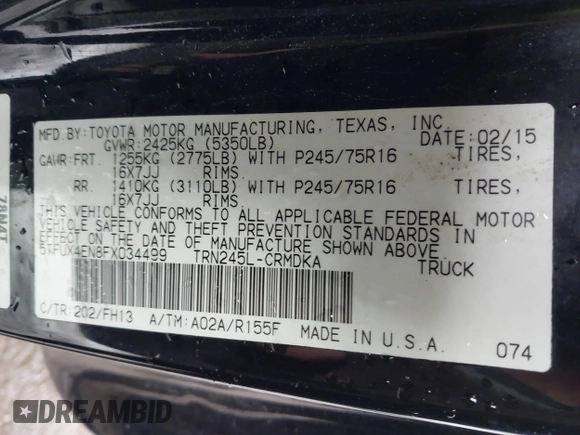 MFD.BY:TOYOTA MOTOR MANUFACTURING, TEXAS, INC.
GVWR:2425KG (5350LB) DATE:02/15
GAWR:FRT. 1255KG (2775LB) WITH P245/75R16 TIRES,
16X7JJ RIMS
RR. 1410KG (3110LB) WITH P245/75R16 TIRES,
16X7JJ RIMS
THIS VEHICLE CONFORMS TO ALL APPLICABLE FEDERAL MOTOR
VEHICLE SAFETY AND THEFT PREVENTION STANDARDS IN
EFFECT ON THE DATE OF MANUFACTURE SHOWN ABOVE
5TFUX4EN8FX034499 TRN245L-CRMDKA TRUCK
C/TR:202/FH13 A/TM:A02A/R155F MADE IN U.S.A. 074
DREAMBID